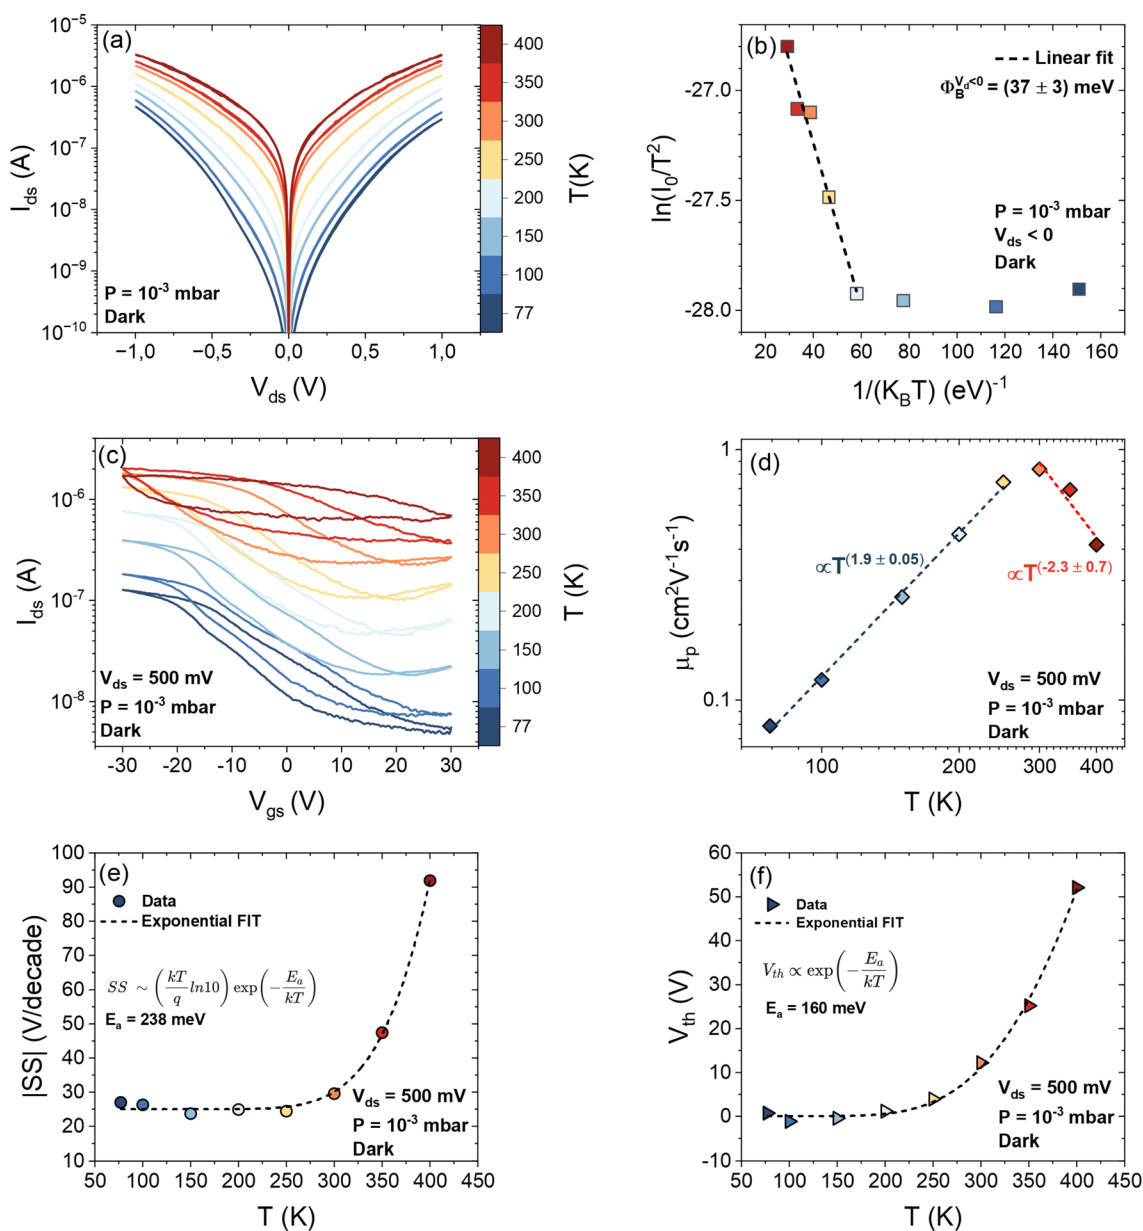 (a)
10⁻⁵
10⁻⁶
10⁻⁷
10⁻⁸
10⁻⁹
10⁻¹⁰
I_ds (A)
P = 10⁻³ mbar
Dark
−1,0 −0,5 0,0 0,5 1,0
V_ds (V)
400
350
300
250
200
150
100
77
T(K)
(b)
Linear fit
Φ_B^{V_d<0} = (37 ± 3) meV
-27.0
-27.5
-28.0
ln(I₀/T²)
P = 10⁻³ mbar
V_ds < 0
Dark
20 40 60 80 100 120 140 160
1/(K_BT) (eV)⁻¹
(c)
10⁻⁶
10⁻⁷
10⁻⁸
I_ds (A)
V_ds = 500 mV
P = 10⁻³ mbar
Dark
-30 -20 -10 0 10 20 30
V_gs (V)
400
350
300
250
200
150
100
77
T (K)
(d)
1
0.1
μ_p (cm²V⁻¹s⁻¹)
∝T^(1.9 ± 0.05)
∝T^(-2.3 ± 0.7)
V_ds = 500 mV
P = 10⁻³ mbar
Dark
100 200 300 400
T (K)
(e)
100
90
80
70
60
50
40
30
20
10
|SS| (V/decade)
Data
Exponential FIT
SS ∼ (kT/q ln10) exp(−E_a/kT)
E_a = 238 meV
V_ds = 500 mV
P = 10⁻³ mbar
Dark
50 100 150 200 250 300 350 400 450
T (K)
(f)
60
50
40
30
20
10
0
-10
V_th (V)
Data
Exponential FIT
V_th ∝ exp(−E_a/kT)
E_a = 160 meV
V_ds = 500 mV
P = 10⁻³ mbar
Dark
50 100 150 200 250 300 350 400 450
T (K)